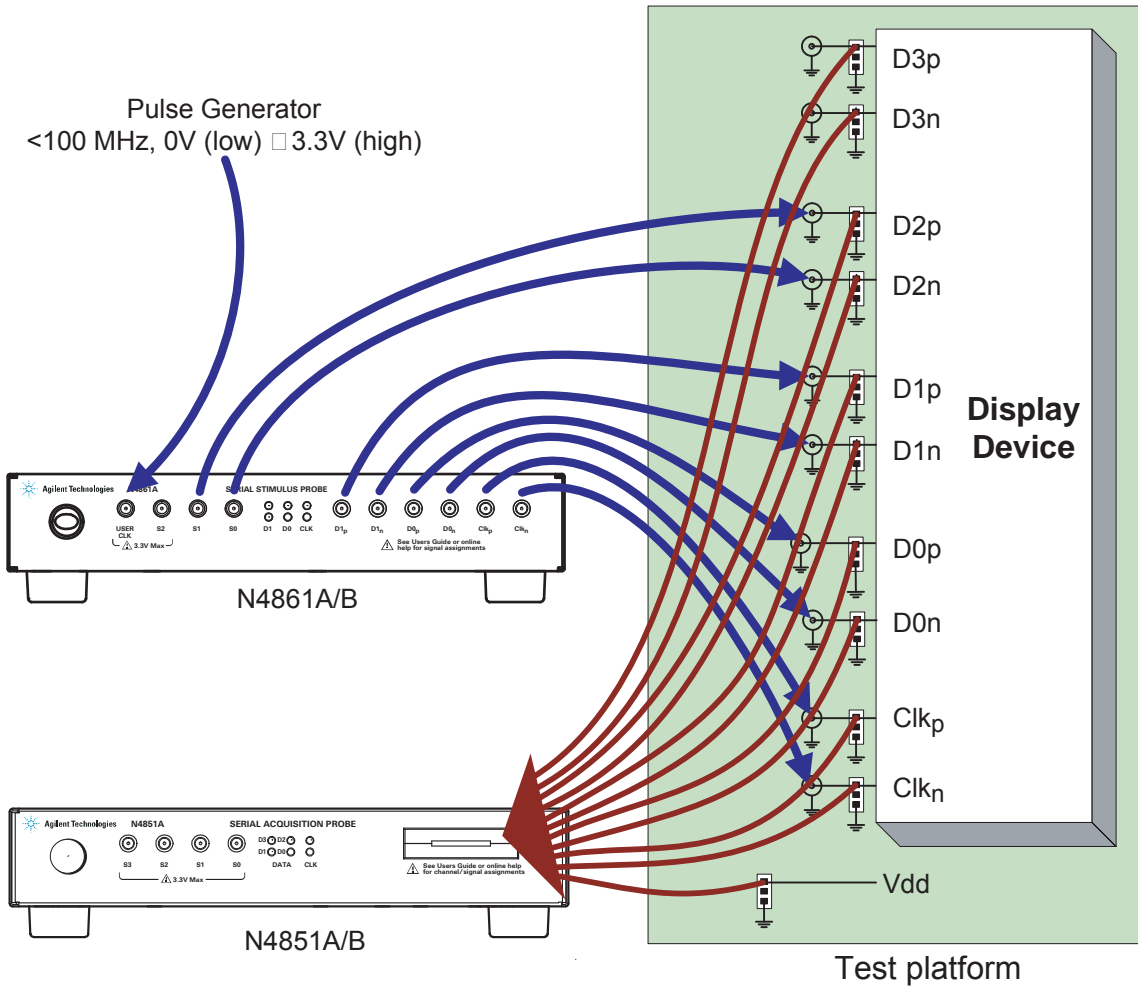 Pulse Generator
<100 MHz, 0V (low) □ 3.3V (high)
D3p
D3n
D2p
D2n
D1p
D1n
D0p
D0n
Clkp
Clkn
Display
Device
Vdd
Test platform
Agilent Technologies N4861A SERIAL STIMULUS PROBE
USER CLK S2 S1 S0 D1 D0 CLK D1p D1n D0p D0n Clkp Clkn
3.3V Max
See Users Guide or online
help for signal assignments
N4861A/B
Agilent Technologies N4851A SERIAL ACQUISITION PROBE
D3 D2
D1 D0
S3 S2 S1 S0 DATA CLK
3.3V Max
See Users Guide or online help
for channel/signal assignments
N4851A/B